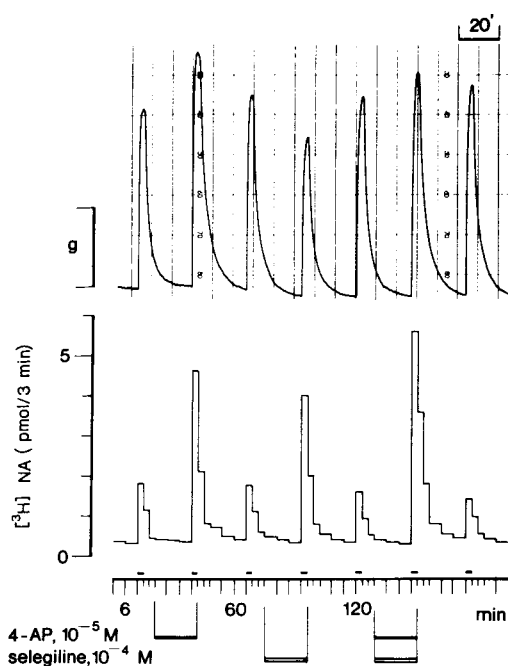 20'
g
[³H] NA ( pmol/3 min)
5
0
6 60 120 min
4-AP, 10⁻⁵ M
selegiline, 10⁻⁴ M